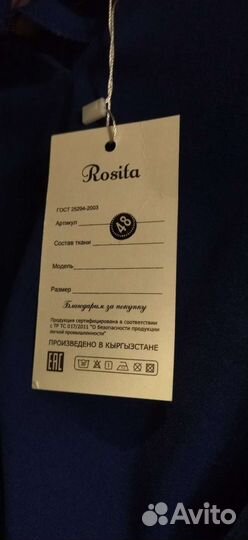 Rosita
ГОСТ 25294-2003
Артикул
48
Состав ткани
Модель
Размер
Благодарим за покупку
Продукция сертифицирована в соответствии
с ТР ТС 017/2011 "О безопасности продукции
легкой промышленности"
ПРОИЗВЕДЕНО В КЫРГЫЗСТАНЕ
EAC
Avito